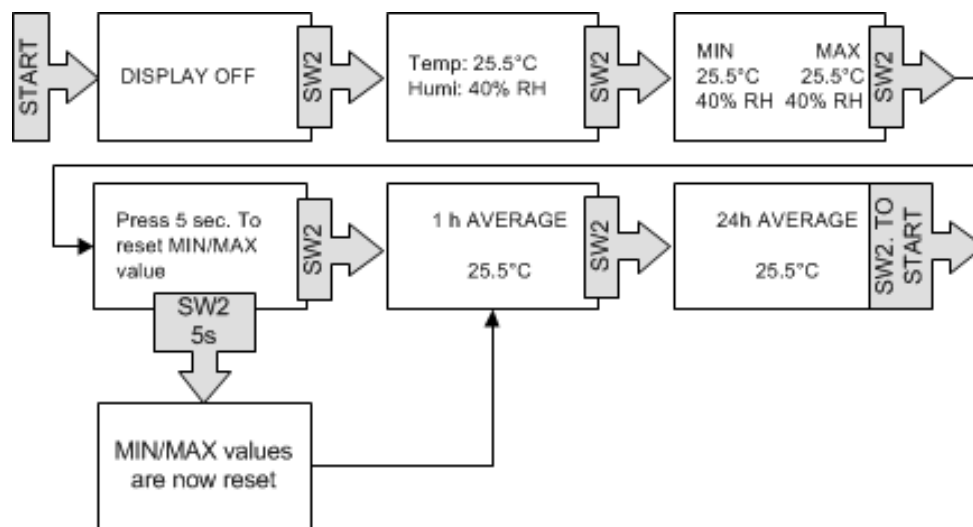 START
DISPLAY OFF
SW2
Temp: 25.5°C
Humi: 40% RH
SW2
MIN MAX
25.5°C 25.5°C
40% RH 40% RH
SW2
Press 5 sec. To
reset MIN/MAX
value
SW2
SW2
5s
1 h AVERAGE
25.5°C
SW2
24h AVERAGE
25.5°C
SW2. TO
START
MIN/MAX values
are now reset